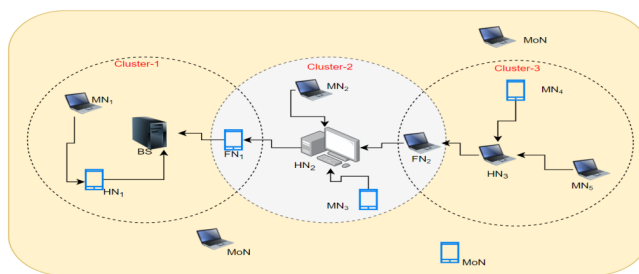 MoN
Cluster-1
Cluster-2
Cluster-3
MN₁
MN₂
MN₄
BS
FN₁
HN₂
FN₂
HN₃
MN₅
HN₁
MN₃
MoN
MoN